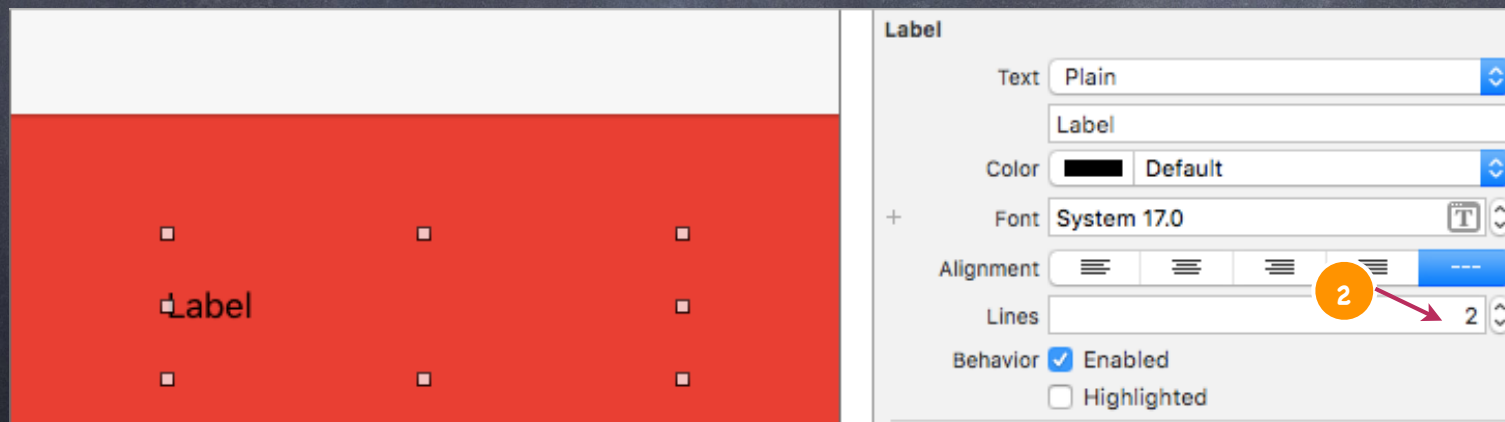 Label
Label
Text Plain
Label
Color Default
+ Font System 17.0 T
Alignment ---
2
Lines 2
Behavior Enabled
Highlighted